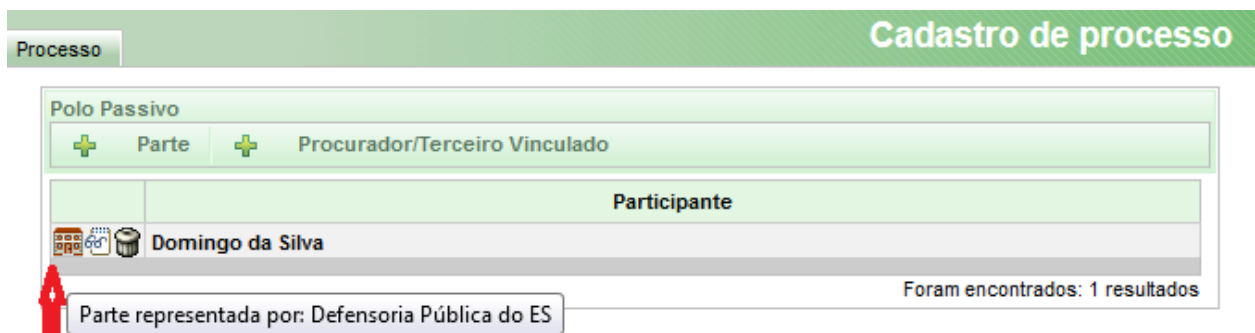 Cadastro de processo
Processo
Polo Passivo
Parte Procurador/Terceiro Vinculado
Participante
Domingo da Silva
Foram encontrados: 1 resultados
Parte representada por: Defensoria Pública do ES